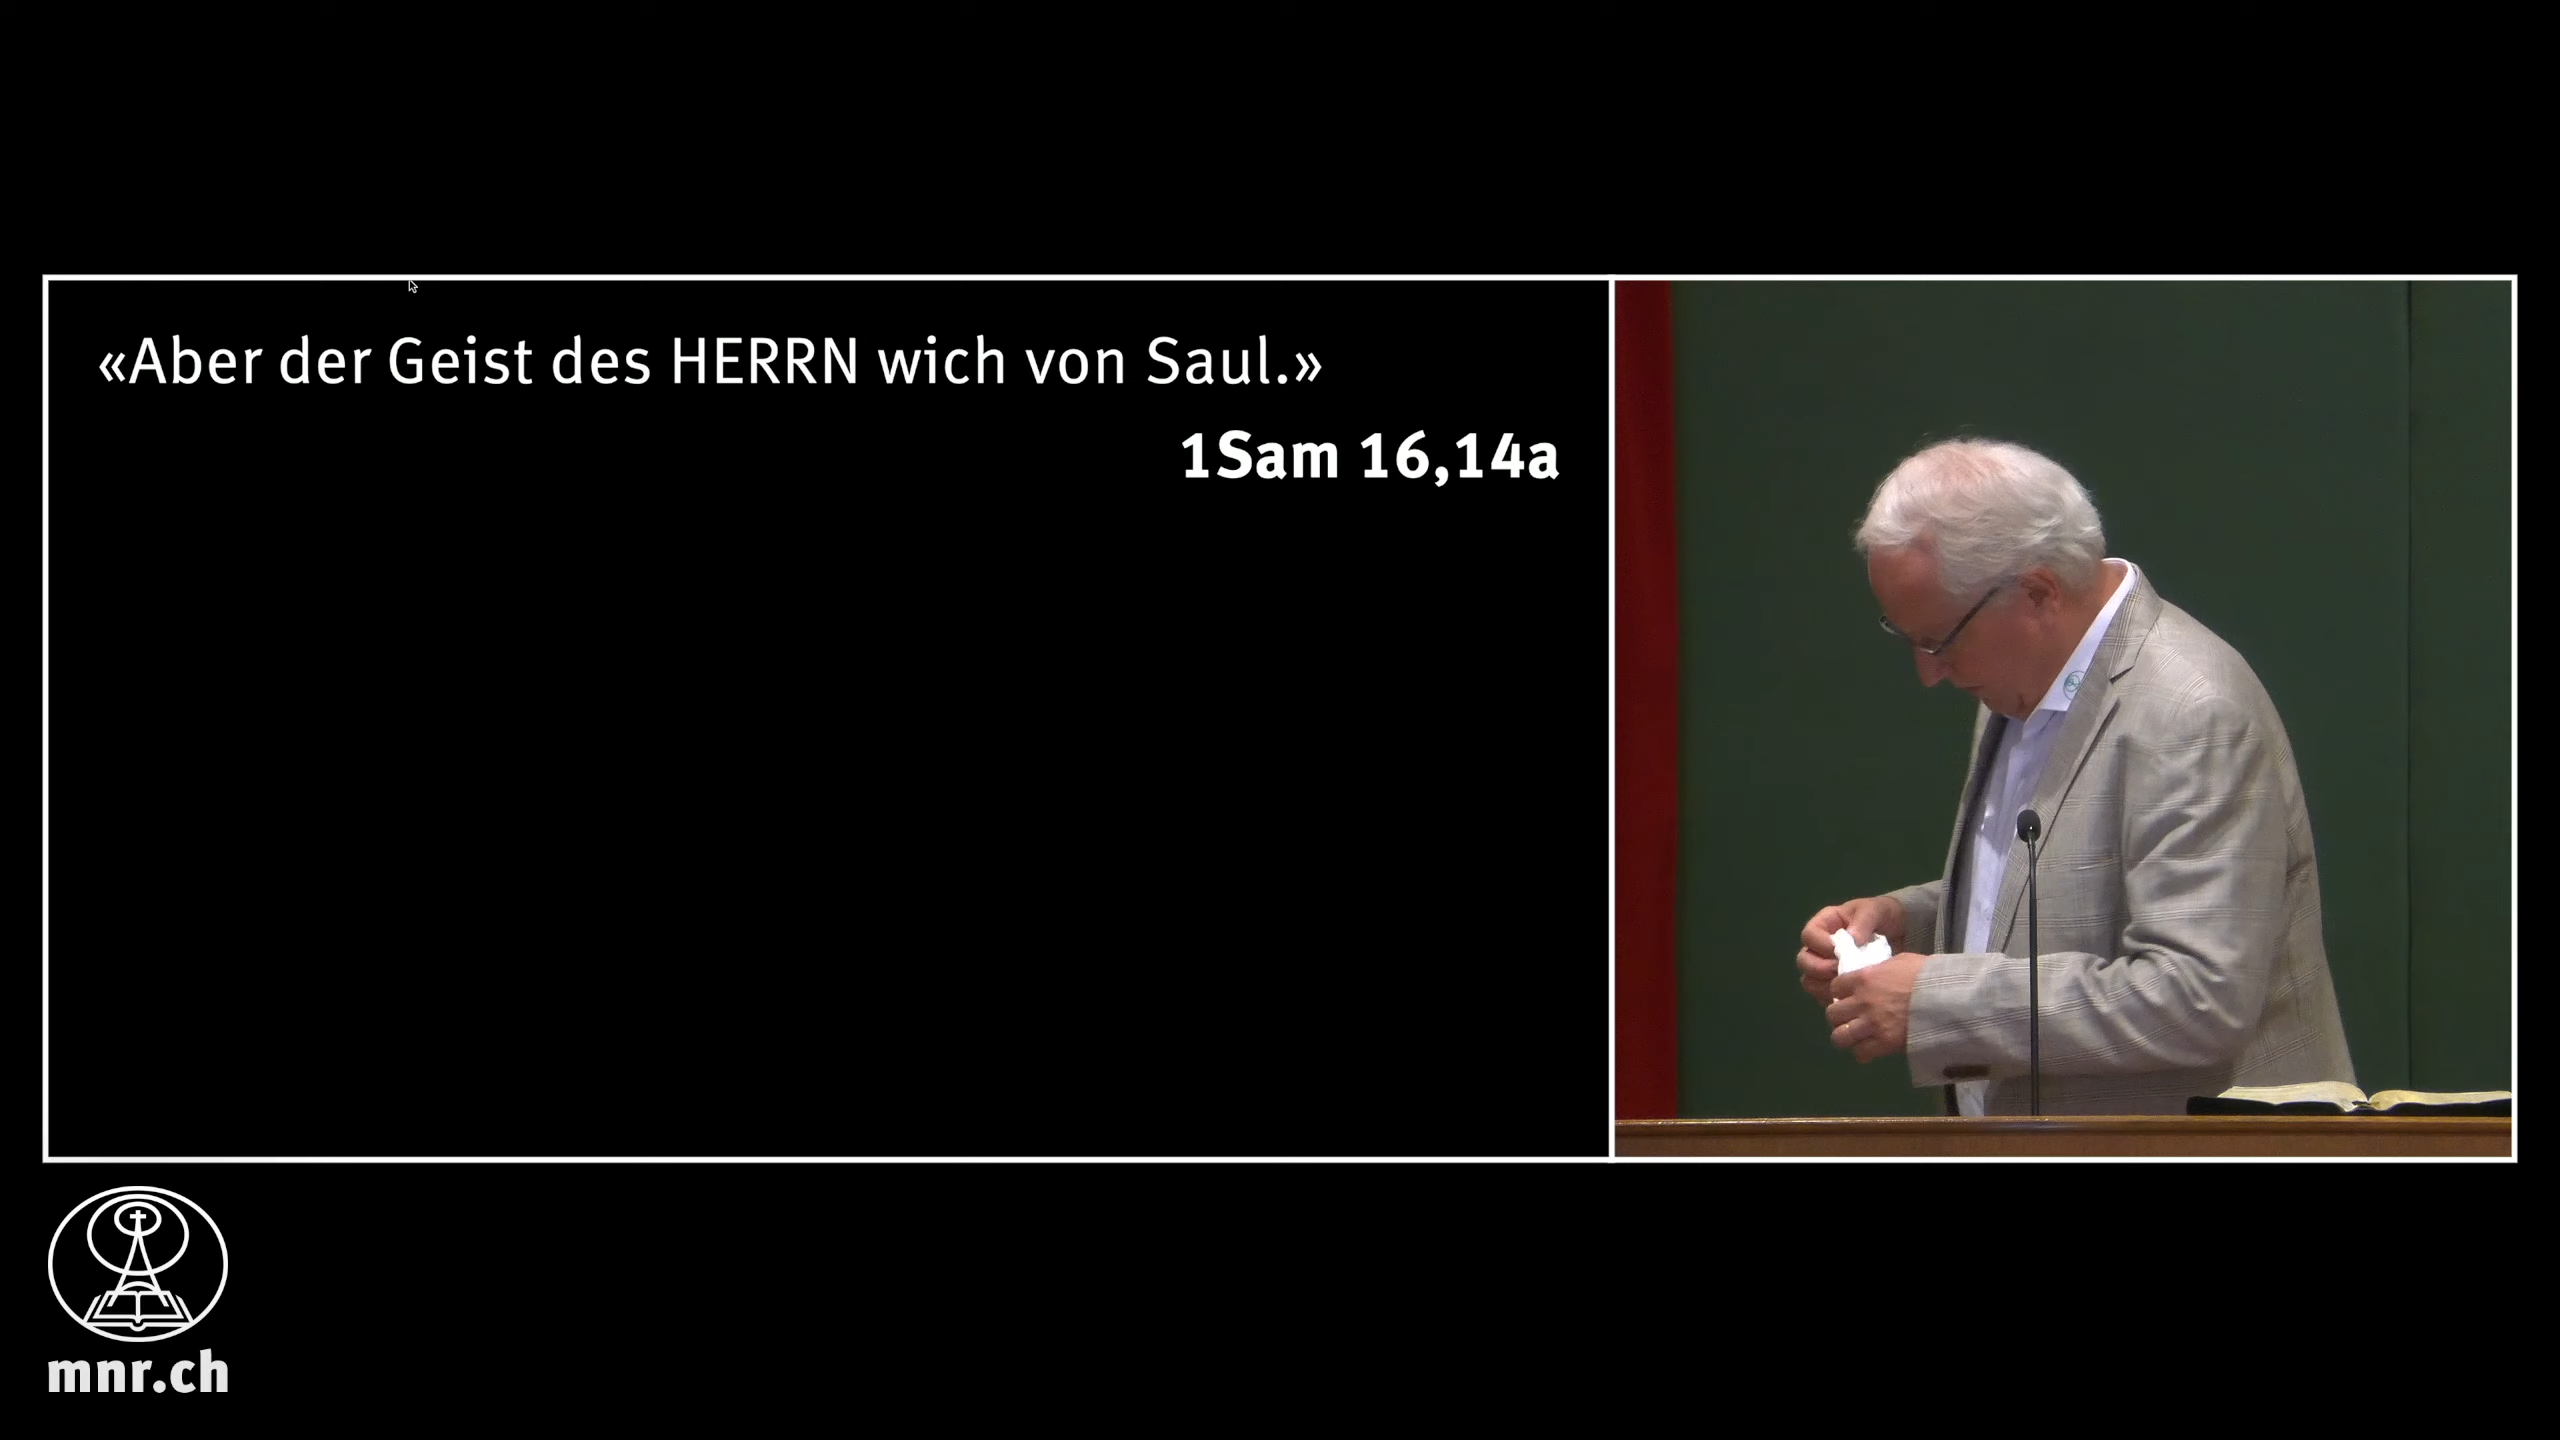 «Aber der Geist des HERRN wich von Saul.»
1Sam 16,14a
mnr.ch